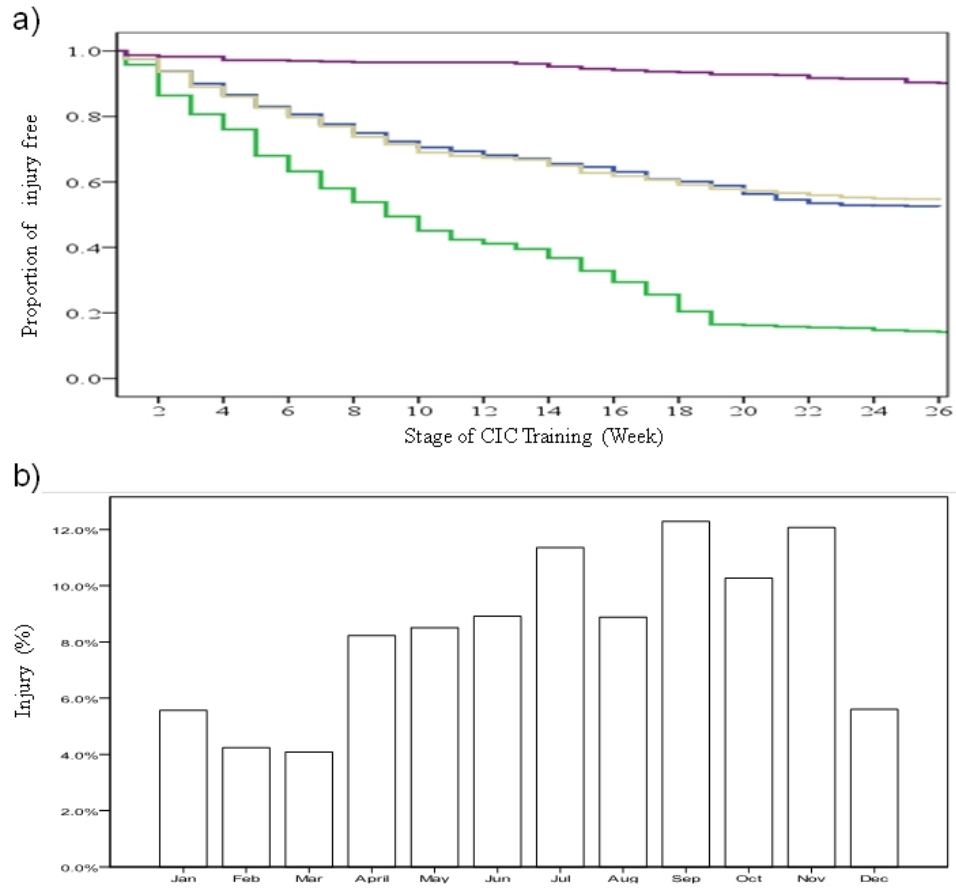 a)
1.0
0.8
0.6
0.4
0.2
0.0
Proportion of injury free
2 4 6 8 10 12 14 16 18 20 22 24 26
Stage of CIC Training (Week)
b)
12.0%
10.0%
8.0%
6.0%
4.0%
2.0%
0.0%
Injury (%)
Jan Feb Mar April May Jun Jul Aug Sep Oct Nov Dec